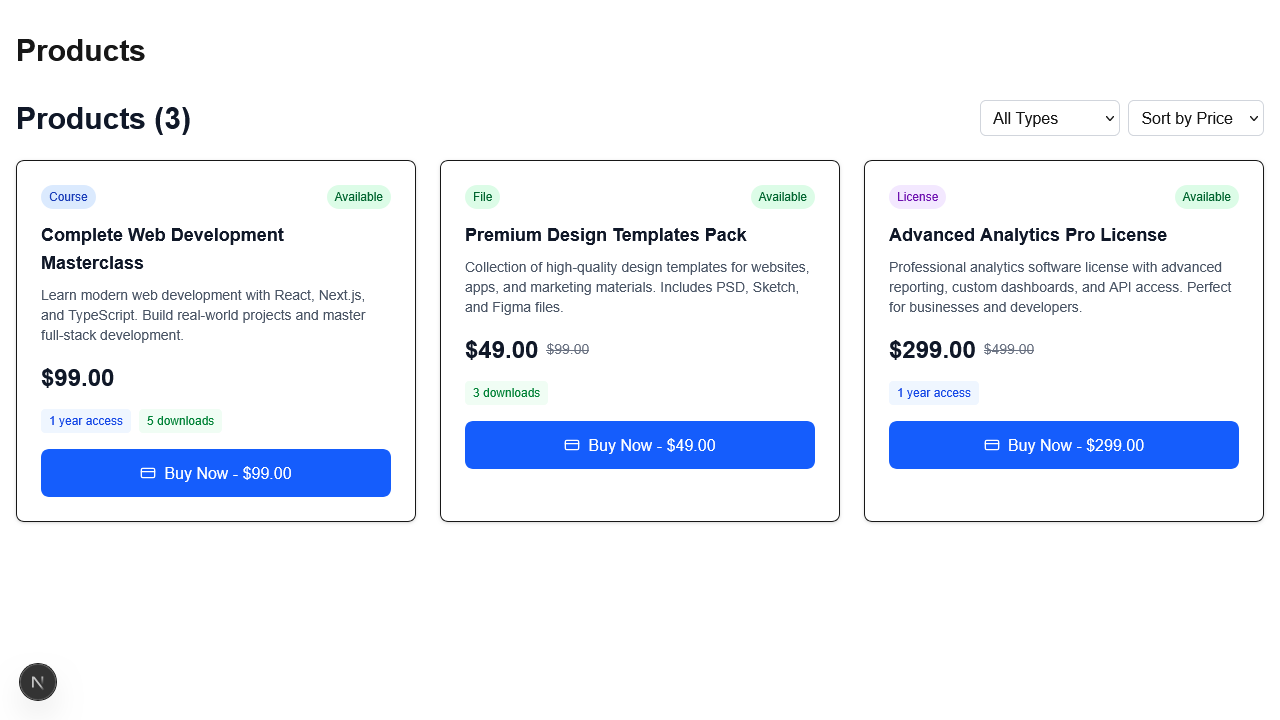 Products
Products (3)
All Types
Sort by Price
Course
Available
Complete Web Development
Masterclass
Learn modern web development with React, Next.js,
and TypeScript. Build real-world projects and master
full-stack development.
$99.00
1 year access
5 downloads
Buy Now - $99.00
File
Available
Premium Design Templates Pack
Collection of high-quality design templates for websites,
apps, and marketing materials. Includes PSD, Sketch,
and Figma files.
$49.00 $99.00
3 downloads
Buy Now - $49.00
License
Available
Advanced Analytics Pro License
Professional analytics software license with advanced
reporting, custom dashboards, and API access. Perfect
for businesses and developers.
$299.00 $499.00
1 year access
Buy Now - $299.00
N